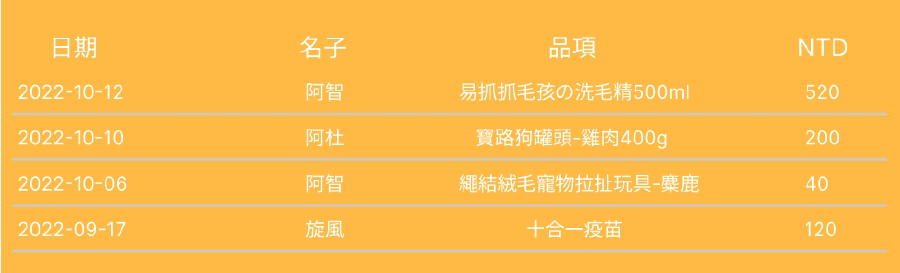 日期 名子 品項 NTD
2022-10-12 阿智 易抓抓毛孩の洗毛精500ml 520
2022-10-10 阿杜 寶路狗罐頭-雞肉400g 200
2022-10-06 阿智 繩結絨毛寵物拉扯玩具-麋鹿 40
2022-09-17 旋風 十合一疫苗 120